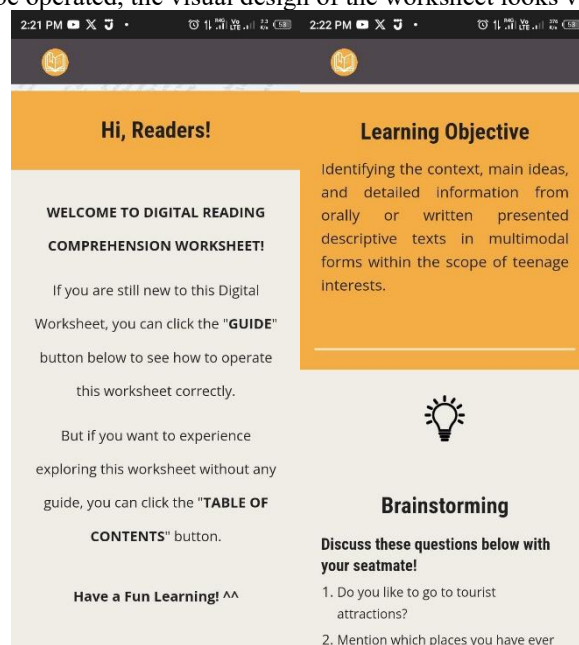 be operated, the visual design of the worksheet looks v
2:21 PM
Hi, Readers!
WELCOME TO DIGITAL READING
COMPREHENSION WORKSHEET!
If you are still new to this Digital
Worksheet, you can click the "GUIDE"
button below to see how to operate
this worksheet correctly.
But if you want to experience
exploring this worksheet without any
guide, you can click the "TABLE OF
CONTENTS" button.
Have a Fun Learning! ^^
2:22 PM
Learning Objective
Identifying the context, main ideas,
and detailed information from
orally or written presented
descriptive texts in multimodal
forms within the scope of teenage
interests.
Brainstorming
Discuss these questions below with
your seatmate!
1. Do you like to go to tourist
attractions?
2. Mention which places you have ever